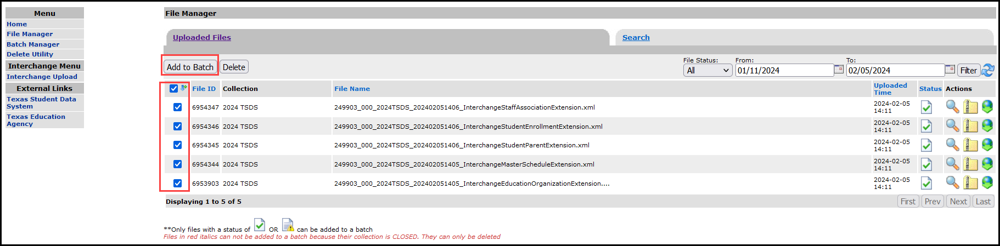 Menu
Home
File Manager
Batch Manager
Delete Utility
Interchange Menu
Interchange Upload
External Links
Texas Student Data
System
Texas Education
Agency
File Manager
Uploaded Files
Search
Add to Batch Delete
File Status: From: To:
All 01/11/2024 02/05/2024 Filter
File ID Collection File Name Uploaded Time Status Actions
6954347 2024 TSDS 249903_000_2024TSDS_202402051406_InterchangeStaffAssociationExtension.xml 2024-02-05 14:11
6954346 2024 TSDS 249903_000_2024TSDS_202402051406_InterchangeStudentEnrollmentExtension.xml 2024-02-05 14:11
6954345 2024 TSDS 249903_000_2024TSDS_202402051406_InterchangeStudentParentExtension.xml 2024-02-05 14:11
6954344 2024 TSDS 249903_000_2024TSDS_202402051405_InterchangeMasterScheduleExtension.xml 2024-02-05 14:11
6953903 2024 TSDS 249903_000_2024TSDS_202402051405_InterchangeEducationOrganizationExtension.... 2024-02-05 14:11
Displaying 1 to 5 of 5 First Prev Next Last
**Only files with a status of OR can be added to a batch
Files in red italics can not be added to a batch because their collection is CLOSED. They can only be deleted